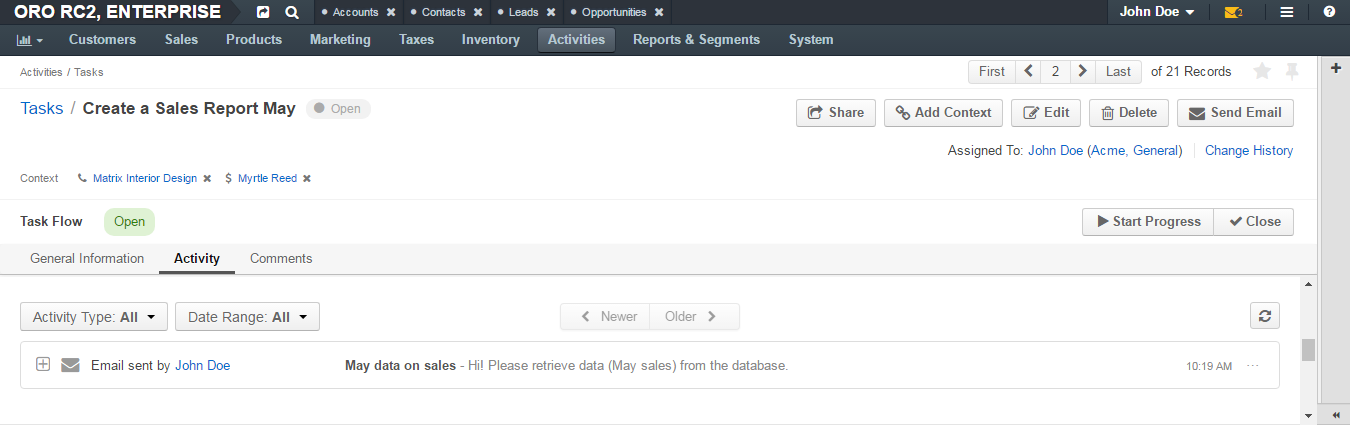 ORO RC2, ENTERPRISE • Accounts ✖ • Contacts ✖ • Leads ✖ • Opportunities ✖ John Doe 2
Customers Sales Products Marketing Taxes Inventory Activities Reports & Segments System
Activities / Tasks First 2 Last of 21 Records
Tasks / Create a Sales Report May Open Share Add Context Edit Delete Send Email
Assigned To: John Doe (Acme, General) Change History
Context Matrix Interior Design ✖ $ Myrtle Reed ✖
Task Flow Open Start Progress Close
General Information Activity Comments
Activity Type: All Date Range: All Newer Older
Email sent by John Doe May data on sales - Hi! Please retrieve data (May sales) from the database. 10:19 AM ...